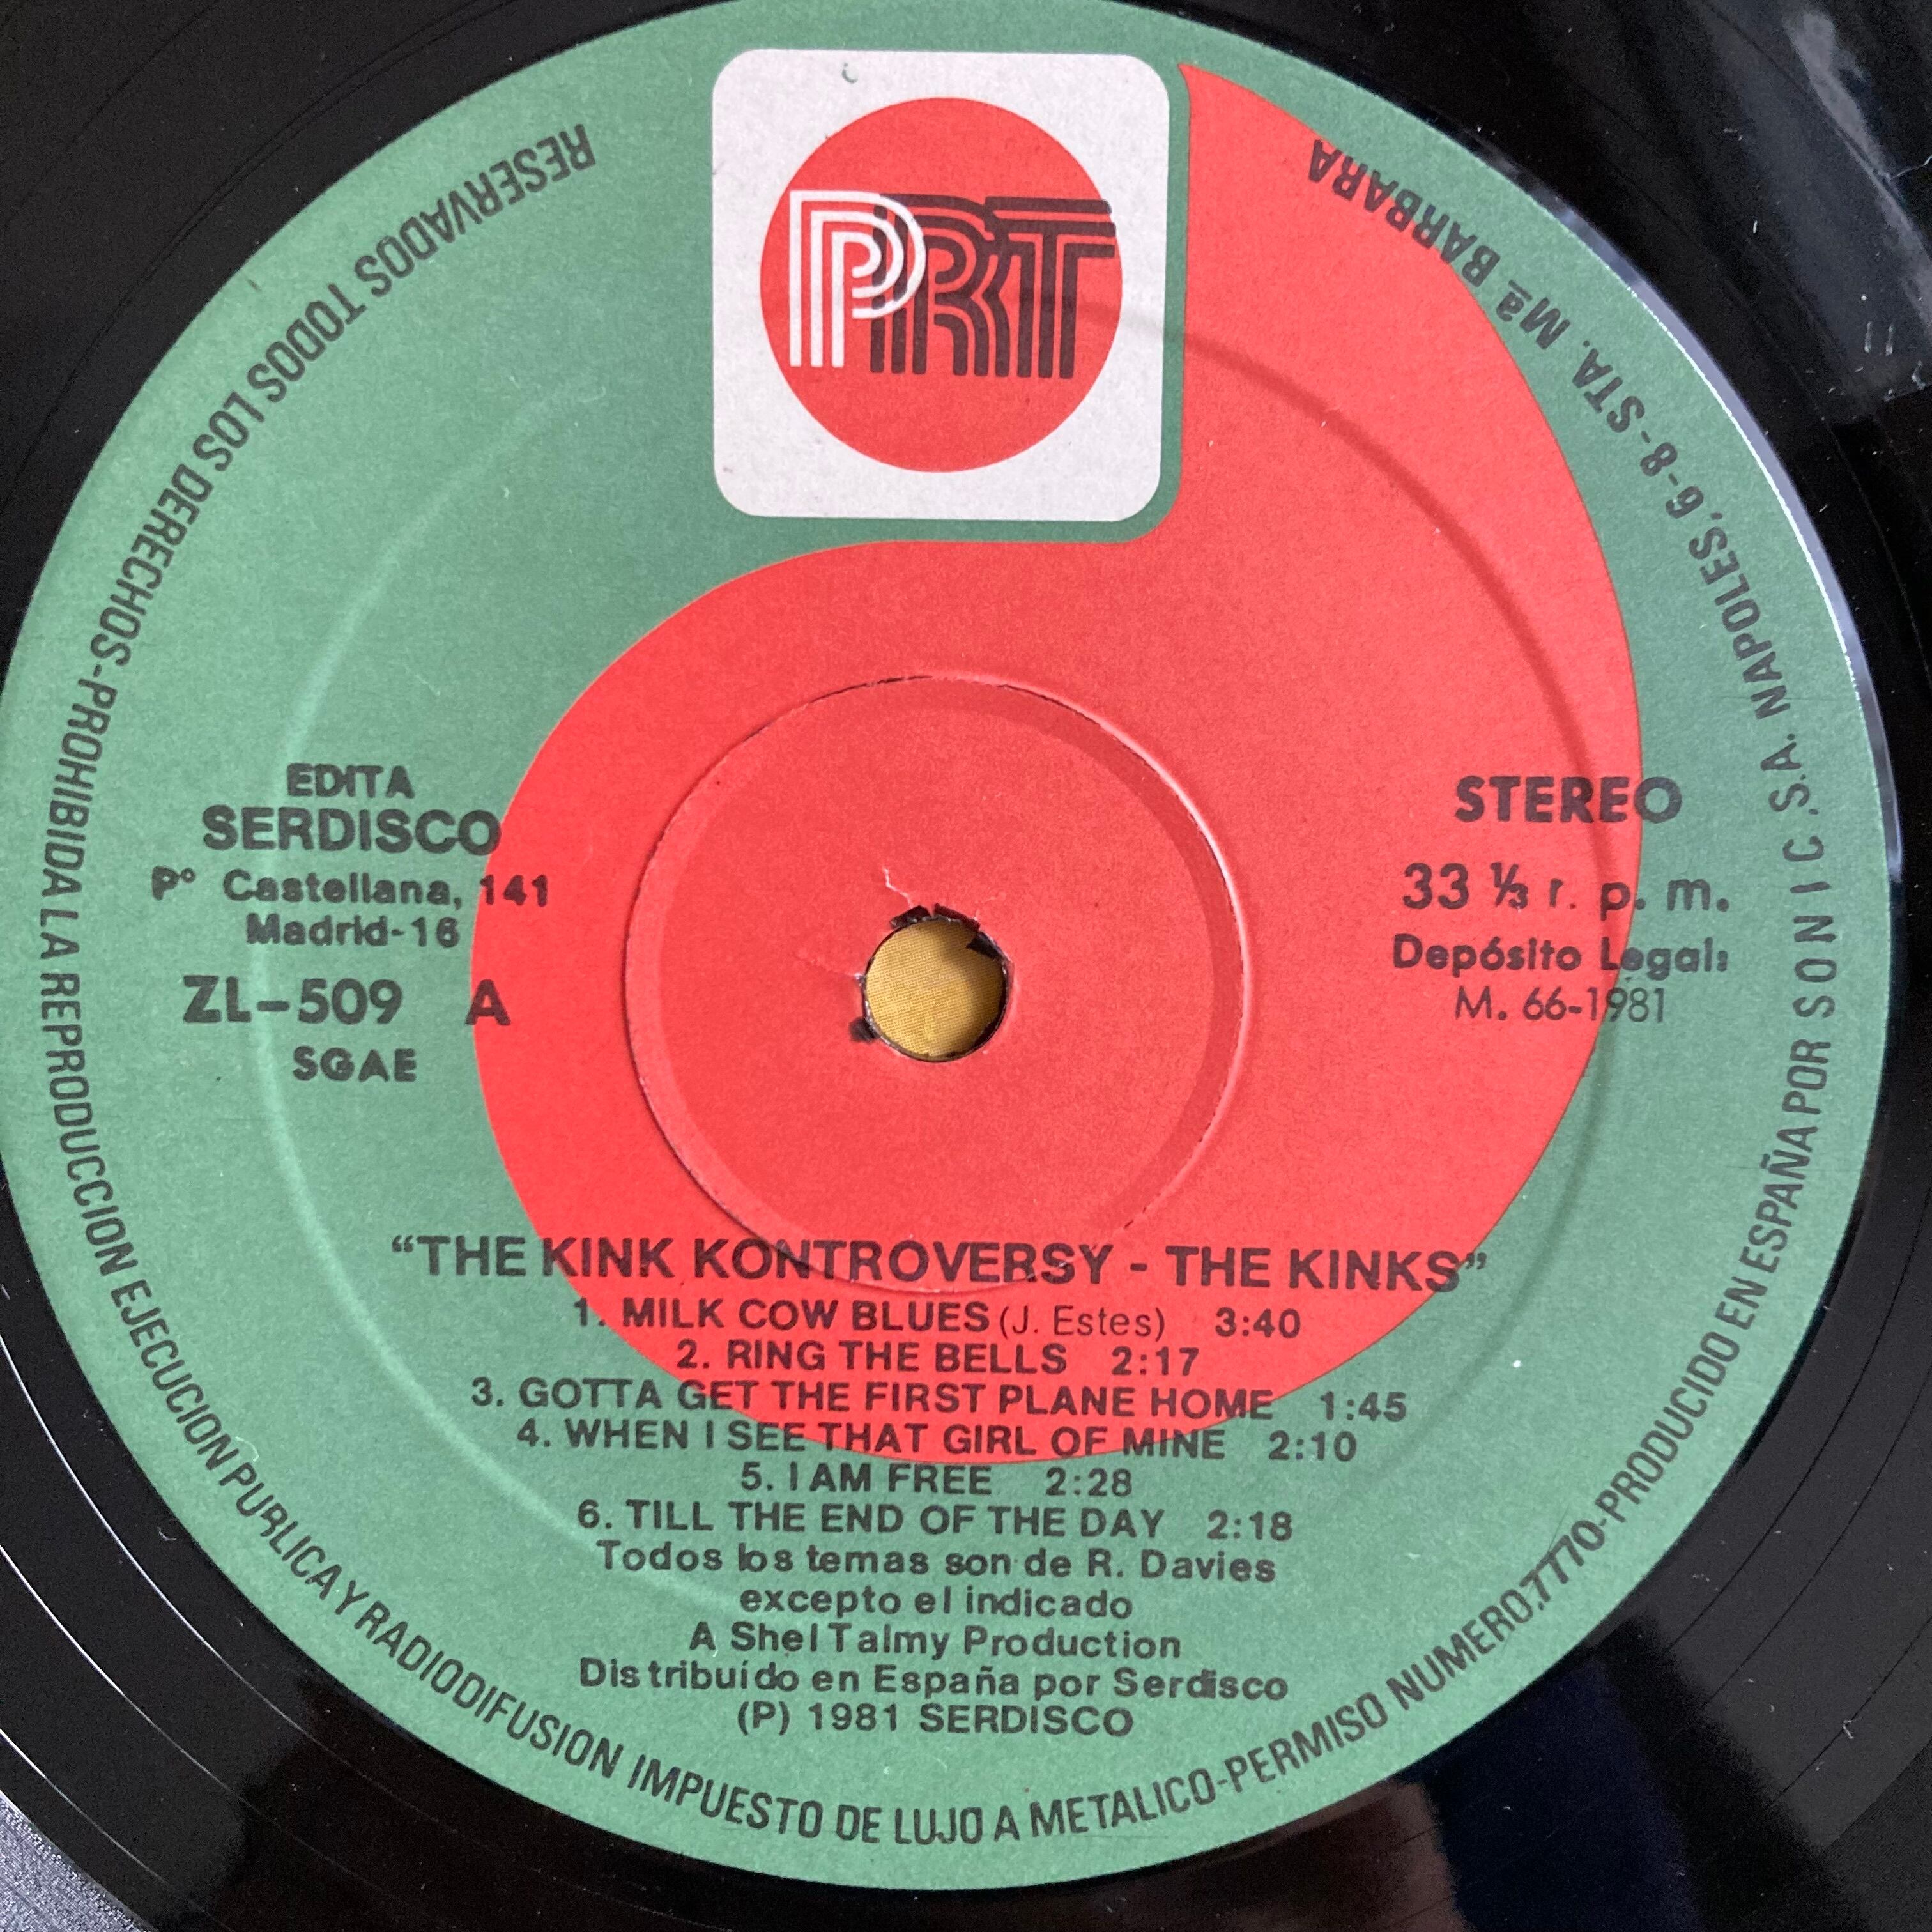 PRT
EDITA
SERDISCO
Pº Castellana, 141
Madrid-16
ZL-509 A
SGAE
STEREO
33 ⅓ r. p. m.
Depósito Legal:
M. 66-1981
“THE KINK KONTROVERSY - THE KINKS”
1. MILK COW BLUES (J. Estes) 3:40
2. RING THE BELLS 2:17
3. GOTTA GET THE FIRST PLANE HOME 1:45
4. WHEN I SEE THAT GIRL OF MINE 2:10
5. I AM FREE 2:28
6. TILL THE END OF THE DAY 2:18
Todos los temas son de R. Davies
excepto el indicado
A Shel Talmy Production
Distribuído en España por Serdisco
(P) 1981 SERDISCO
RESERVADOS TODOS LOS DERECHOS-PROHIBIDA LA REPRODUCCION EJECUCION PUBLICA Y RADIODIFUSION IMPUESTO DE LUJO A METALICO-PERMISO NUMERO.7770-PRODUCIDO EN ESPAÑA POR SONIC S.A. NAPOLES, 6-8-STA. Mª BARBARA